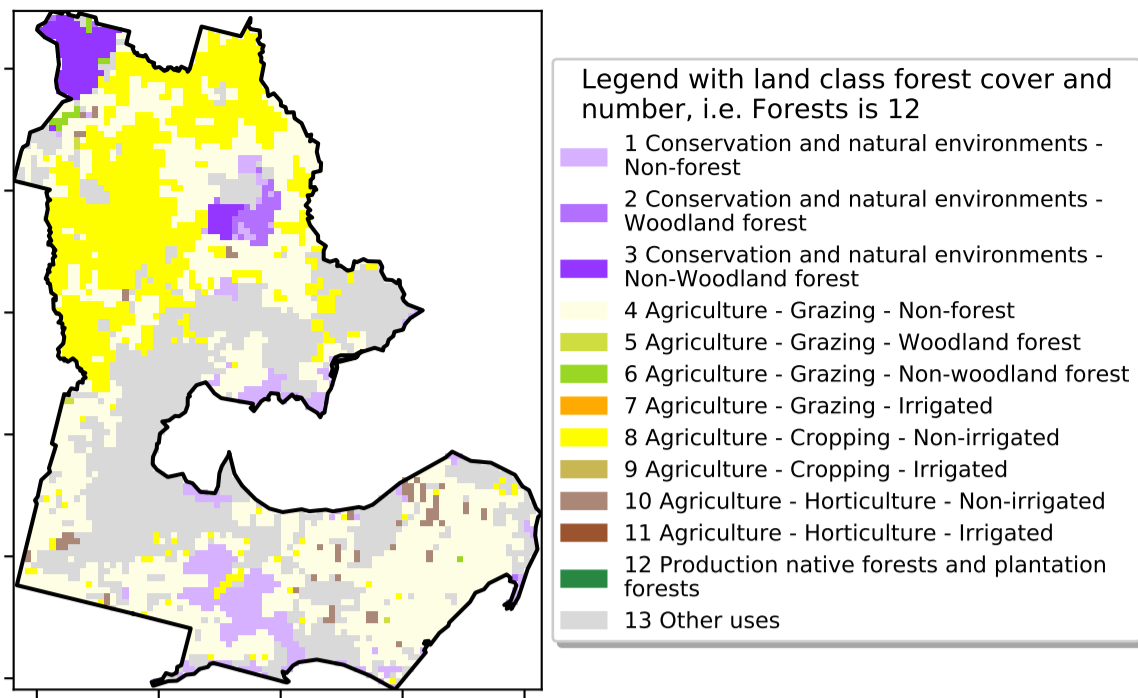 Legend with land class forest cover and
number, i.e. Forests is 12
1 Conservation and natural environments -
Non-forest
2 Conservation and natural environments -
Woodland forest
3 Conservation and natural environments -
Non-Woodland forest
4 Agriculture - Grazing - Non-forest
5 Agriculture - Grazing - Woodland forest
6 Agriculture - Grazing - Non-woodland forest
7 Agriculture - Grazing - Irrigated
8 Agriculture - Cropping - Non-irrigated
9 Agriculture - Cropping - Irrigated
10 Agriculture - Horticulture - Non-irrigated
11 Agriculture - Horticulture - Irrigated
12 Production native forests and plantation
forests
13 Other uses